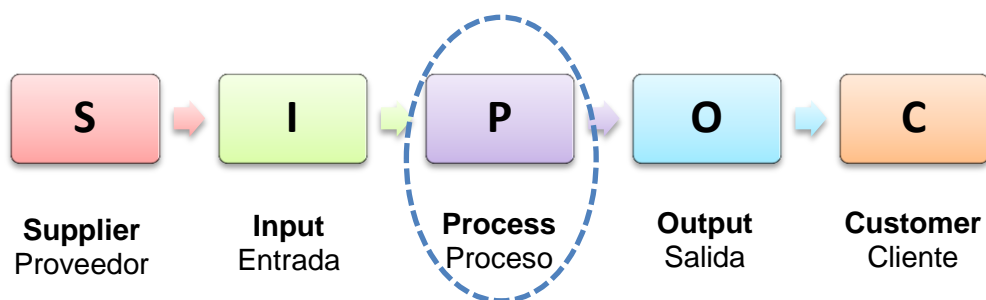 S I P O C
Supplier Input Process Output Customer
Proveedor Entrada Proceso Salida Cliente